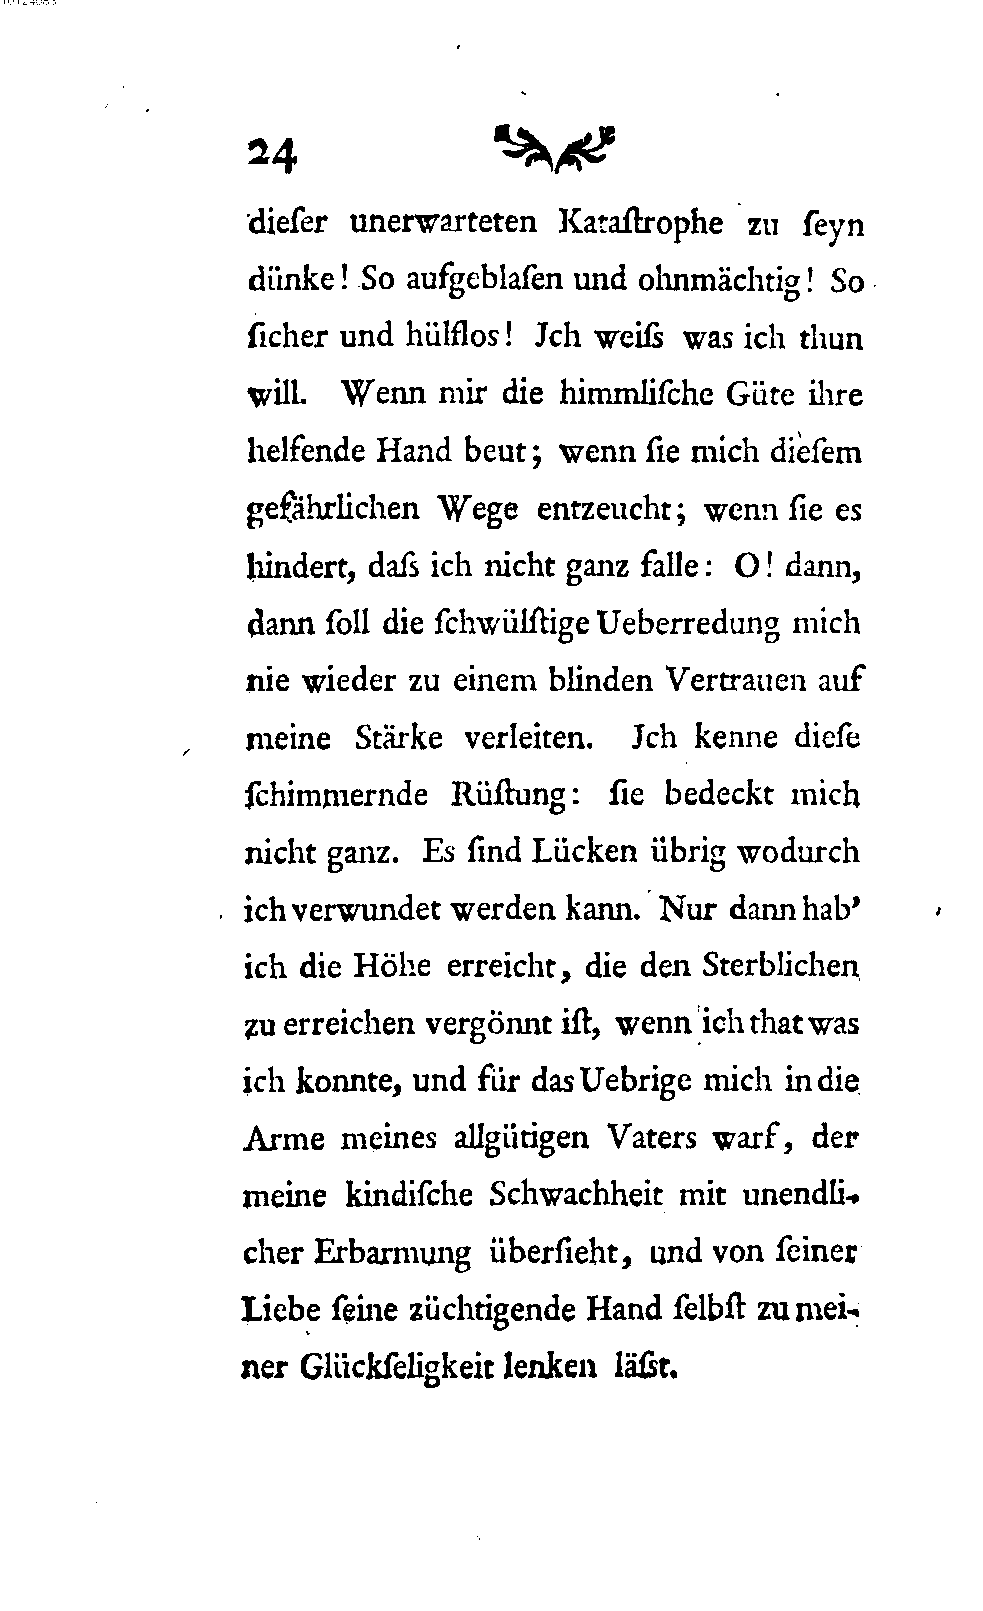 24
dieſer unerwarteten Kataſtrophe zu ſeyn
dünke! So aufgeblaſen und ohnmächtig! So
ſicher und hülflos! Ich weiſs was ich thun
will. Wenn mir die himmliſche Güte ihre
helfende Hand beut; wenn ſie mich dieſem
gefährlichen Wege entzeucht; wenn ſie es
hindert, daſs ich nicht ganz falle: O! dann,
dann ſoll die ſchwülſtige Ueberredung mich
nie wieder zu einem blinden Vertrauen auf
meine Stärke verleiten. Ich kenne dieſe
ſchimmernde Rüſtung: ſie bedeckt mich
nicht ganz. Es ſind Lücken übrig wodurch
ich verwundet werden kann. Nur dann hab'
ich die Höhe erreicht, die den Sterblichen
zu erreichen vergönnt iſt, wenn ich that was
ich konnte, und für das Uebrige mich in die
Arme meines allgütigen Vaters warf, der
meine kindiſche Schwachheit mit unendli-
cher Erbarmung überſieht, und von ſeiner
Liebe ſeine züchtigende Hand ſelbſt zu mei-
ner Glückſeligkeit lenken läſst.